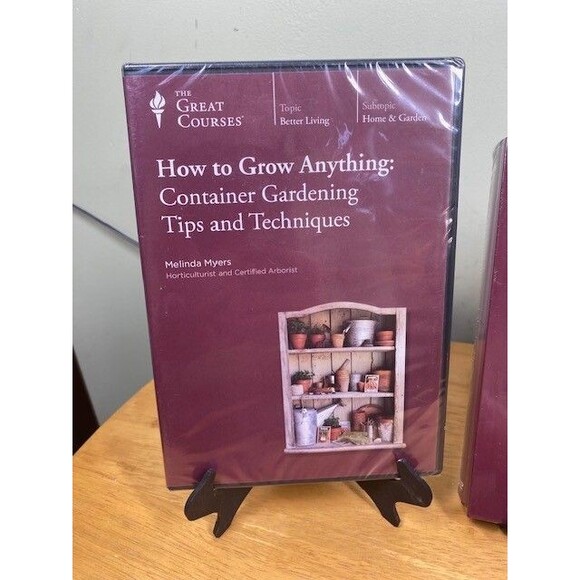 THE
GREAT
COURSES®
Topic
Better Living
Subtopic
Home & Garden
How to Grow Anything:
Container Gardening
Tips and Techniques
Melinda Myers
Horticulturist and Certified Arborist